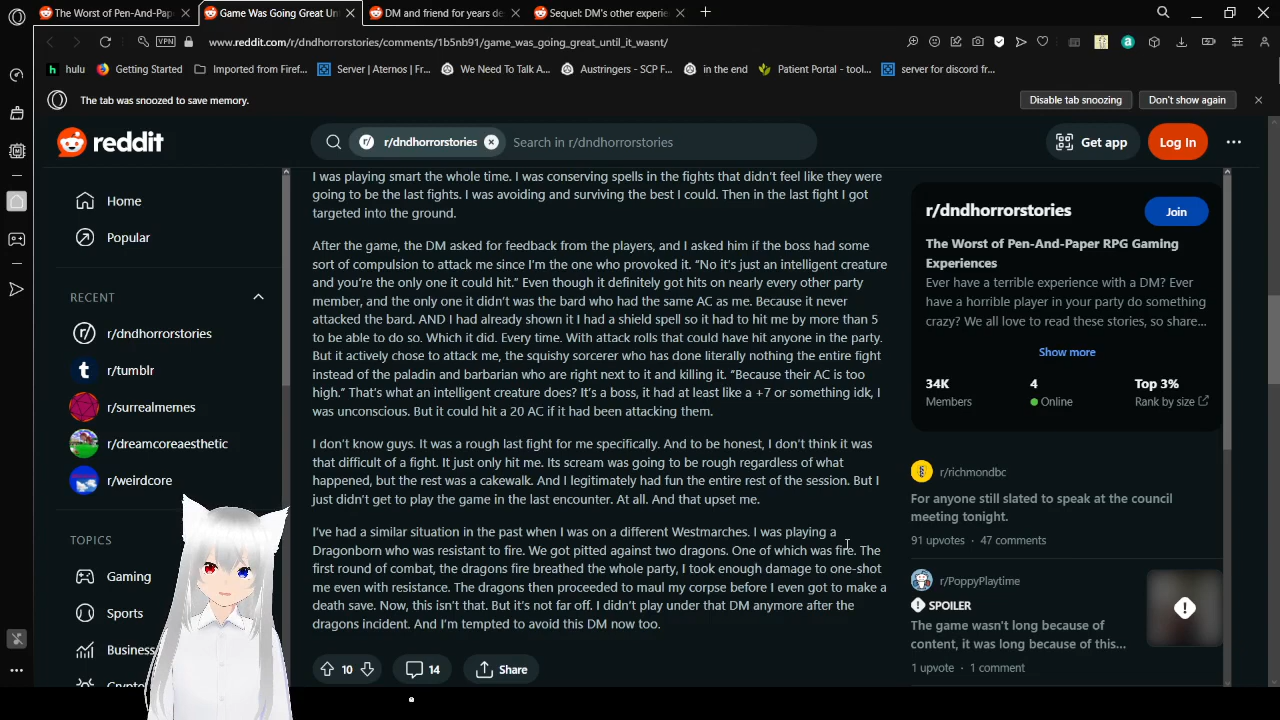 The Worst of Pen-And-Pap
Game Was Going Great Un
DM and friend for years de
Sequel: DM's other experie
VPN
www.reddit.com/r/dndhorrorstories/comments/1b5nb91/game_was_going_great_until_it_wasnt/
hulu
Getting Started
Imported from Firef...
Server | Aternos | Fr...
We Need To Talk A...
Austringers - SCP F...
in the end
Patient Portal - tool...
server for discord fr...
The tab was snoozed to save memory.
Disable tab snoozing
Don't show again
reddit
r/dndhorrorstories
Search in r/dndhorrorstories
Get app
Log In
Home
Popular
RECENT
r/dndhorrorstories
r/tumblr
r/surrealmemes
r/dreamcoreaesthetic
r/weirdcore
TOPICS
Gaming
Sports
Business
I was playing smart the whole time. I was conserving spells in the fights that didn't feel like they were
going to be the last fights. I was avoiding and surviving the best I could. Then in the last fight I got
targeted into the ground.
After the game, the DM asked for feedback from the players, and I asked him if the boss had some
sort of compulsion to attack me since I'm the one who provoked it. "No it's just an intelligent creature
and you're the only one it could hit." Even though it definitely got hits on nearly every other party
member, and the only one it didn't was the bard who had the same AC as me. Because it never
attacked the bard. AND I had already shown it I had a shield spell so it had to hit me by more than 5
to be able to do so. Which it did. Every time. With attack rolls that could have hit anyone in the party.
But it actively chose to attack me, the squishy sorcerer who has done literally nothing the entire fight
instead of the paladin and barbarian who are right next to it and killing it. "Because their AC is too
high." That's what an intelligent creature does? It's a boss, it had at least like a +7 or something idk, I
was unconscious. But it could hit a 20 AC if it had been attacking them.
I don't know guys. It was a rough last fight for me specifically. And to be honest, I don't think it was
that difficult of a fight. It just only hit me. Its scream was going to be rough regardless of what
happened, but the rest was a cakewalk. And I legitimately had fun the entire rest of the session. But I
just didn't get to play the game in the last encounter. At all. And that upset me.
I've had a similar situation in the past when I was on a different Westmarches. I was playing a
Dragonborn who was resistant to fire. We got pitted against two dragons. One of which was fire. The
first round of combat, the dragons fire breathed the whole party, I took enough damage to one-shot
me even with resistance. The dragons then proceeded to maul my corpse before I even got to make a
death save. Now, this isn't that. But it's not far off. I didn't play under that DM anymore after the
dragons incident. And I'm tempted to avoid this DM now too.
10
14
Share
r/dndhorrorstories
Join
The Worst of Pen-And-Paper RPG Gaming
Experiences
Ever have a terrible experience with a DM? Ever
have a horrible player in your party do something
crazy? We all love to read these stories, so share...
Show more
34K
Members
4
Online
Top 3%
Rank by size
r/richmondbc
For anyone still slated to speak at the council
meeting tonight.
91 upvotes · 47 comments
r/PoppyPlaytime
SPOILER
The game wasn't long because of
content, it was long because of this...
1 upvote · 1 comment